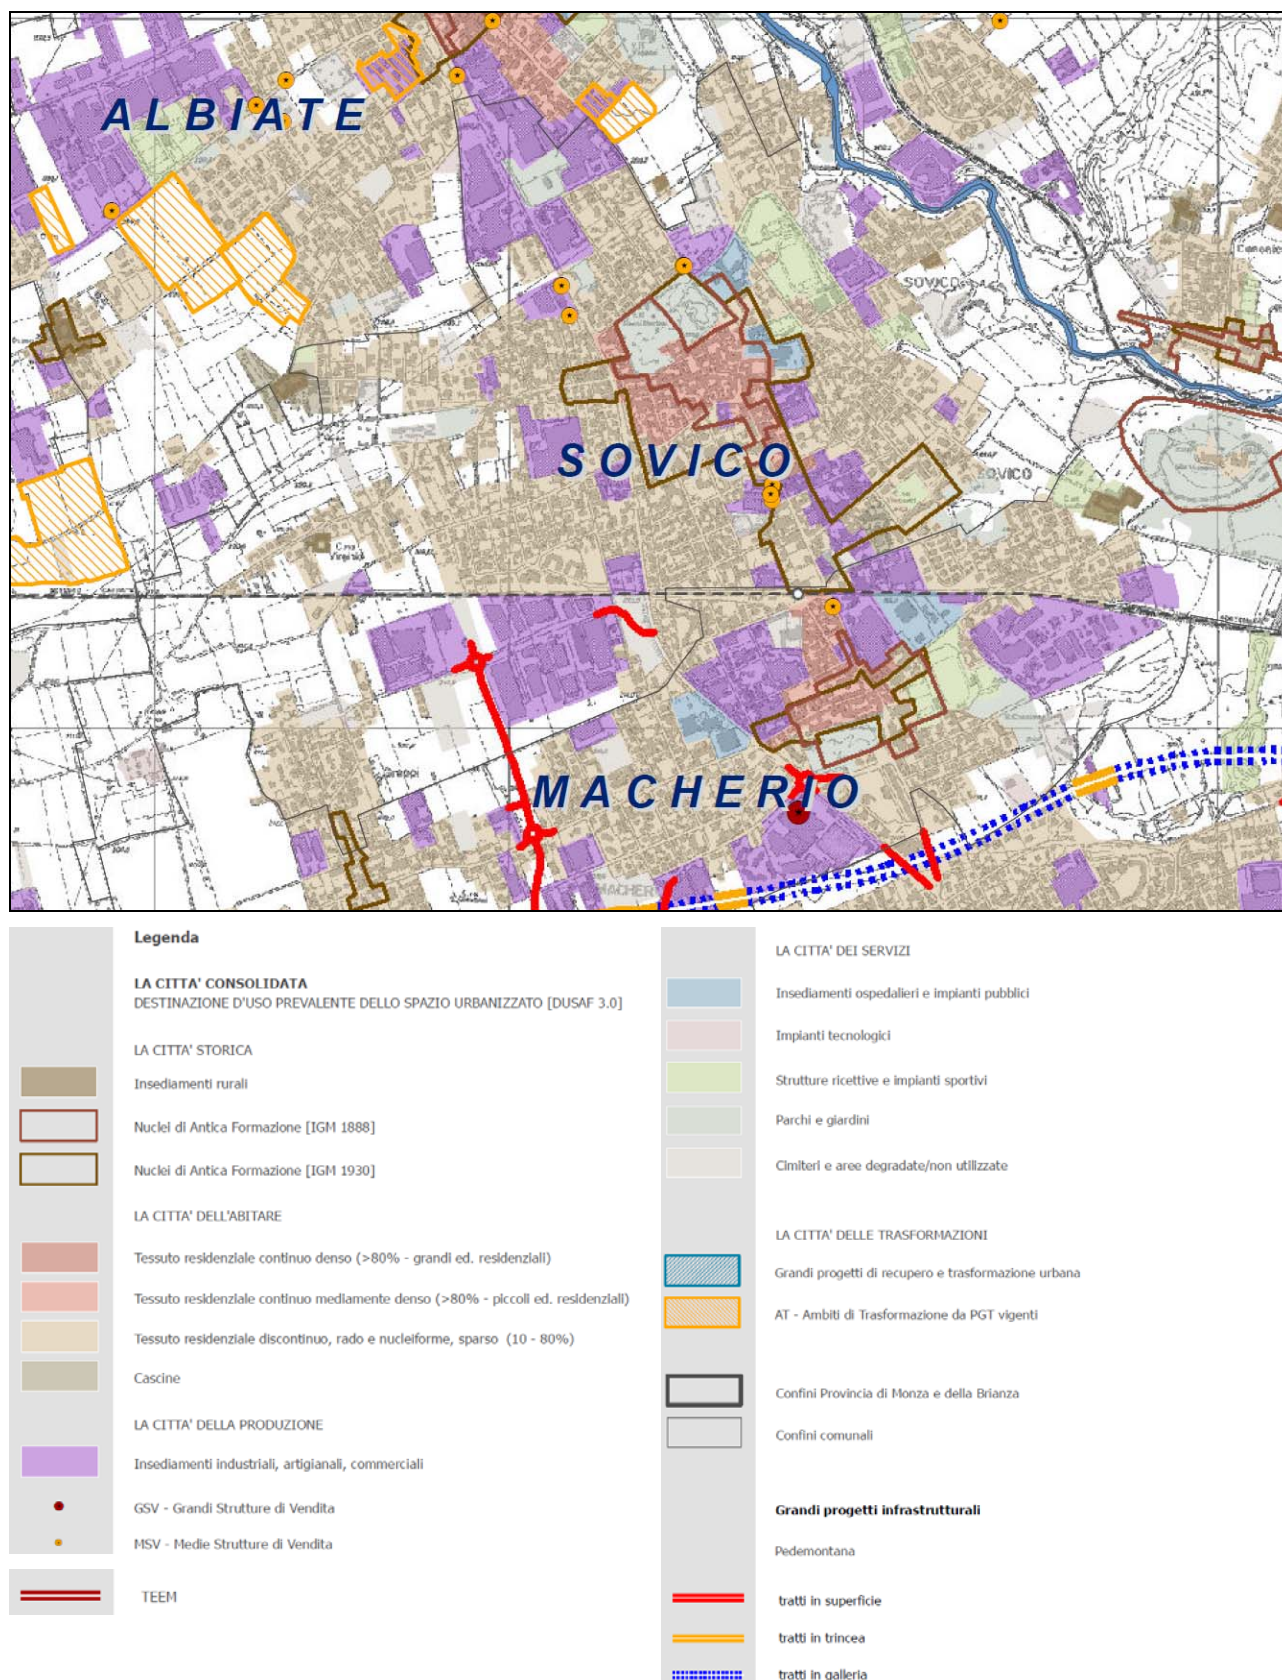 ALBIATE
SOVICO
SOVICO
SOVICO
MACHERIO
Legenda
LA CITTA' CONSOLIDATA
DESTINAZIONE D'USO PREVALENTE DELLO SPAZIO URBANIZZATO [DUSAF 3.0]
LA CITTA' STORICA
Insediamenti rurali
Nuclei di Antica Formazione [IGM 1888]
Nuclei di Antica Formazione [IGM 1930]
LA CITTA' DELL'ABITARE
Tessuto residenziale continuo denso (>80% - grandi ed. residenziali)
Tessuto residenziale continuo mediamente denso (>80% - piccoli ed. residenziali)
Tessuto residenziale discontinuo, rado e nucleiforme, sparso (10 - 80%)
Cascine
LA CITTA' DELLA PRODUZIONE
Insediamenti industriali, artigianali, commerciali
GSV - Grandi Strutture di Vendita
MSV - Medie Strutture di Vendita
TEEM
LA CITTA' DEI SERVIZI
Insediamenti ospedalieri e impianti pubblici
Impianti tecnologici
Strutture ricettive e impianti sportivi
Parchi e giardini
Cimiteri e aree degradate/non utilizzate
LA CITTA' DELLE TRASFORMAZIONI
Grandi progetti di recupero e trasformazione urbana
AT - Ambiti di Trasformazione da PGT vigenti
Confini Provincia di Monza e della Brianza
Confini comunali
Grandi progetti infrastrutturali
Pedemontana
tratti in superficie
tratti in trincea
tratti in galleria